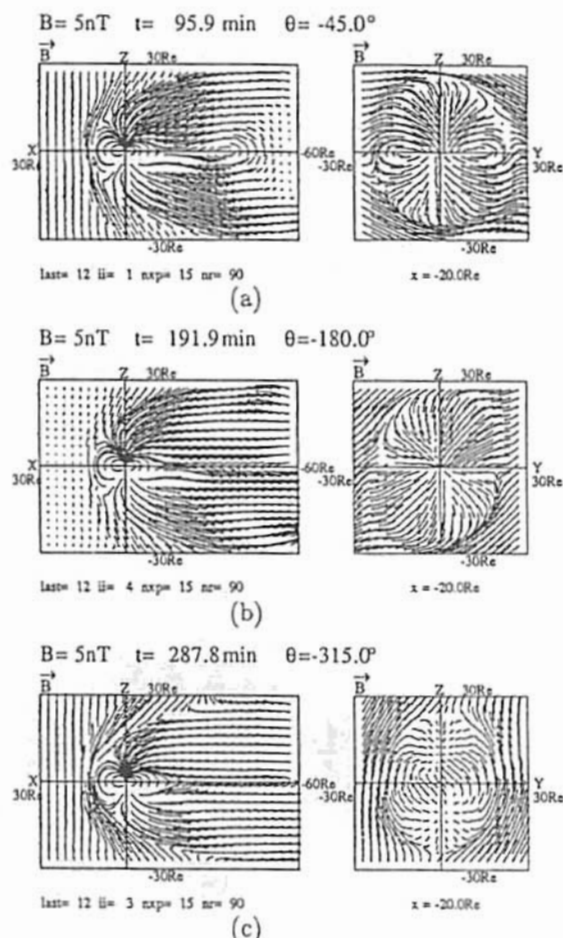 B= 5nT t= 95.9 min θ= -45.0°
B Z 30Re
X 30Re -60Re -30Re Y 30Re
-30Re -30Re
last= 12 ii= 1 nxp= 15 nr= 90 x = -20.0Re
(a)
B= 5nT t= 191.9 min θ=-180.0°
B Z 30Re B Z 30Re
X 30Re -60Re -30Re Y 30Re
-30Re -30Re
last= 12 ii= 4 nxp= 15 nr= 90 x = -20.0Re
(b)
B= 5nT t= 287.8 min θ=-315.0°
B Z 30Re B Z 30Re
X 30Re -60Re -30Re Y 30Re
-30Re -30Re
last= 12 ii= 3 nxp= 15 nr= 90 x = -20.0Re
(c)